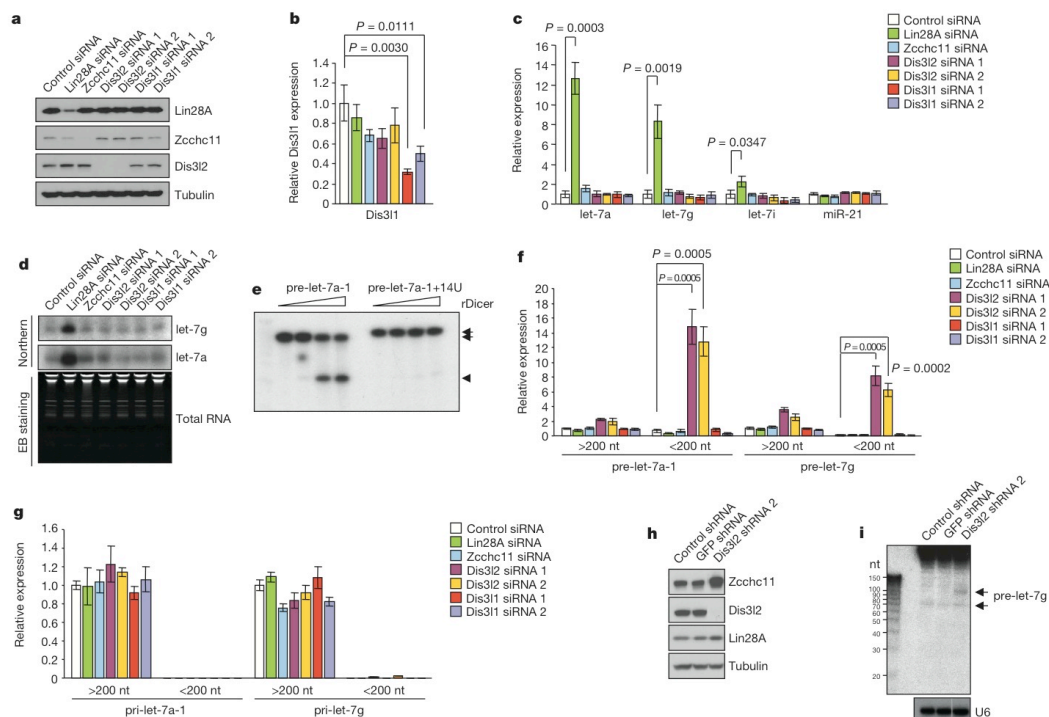 a
Control siRNA
Lin28A siRNA
Zcchc11 siRNA
Dis3l2 siRNA 1
Dis3l2 siRNA 2
Dis3l1 siRNA 1
Dis3l1 siRNA 2
Lin28A
Zcchc11
Dis3l2
Tubulin
b
P = 0.0111
P = 0.0030
Relative Dis3l1 expression
1.2
1.0
0.8
0.6
0.4
0.2
0
Dis3l1
c
Relative expression
16
14
12
10
8
6
4
2
0
P = 0.0003
P = 0.0019
P = 0.0347
let-7a
let-7g
let-7i
miR-21
Control siRNA
Lin28A siRNA
Zcchc11 siRNA
Dis3l2 siRNA 1
Dis3l2 siRNA 2
Dis3l1 siRNA 1
Dis3l1 siRNA 2
d
Control siRNA
Lin28A siRNA
Zcchc11 siRNA
Dis3l2 siRNA 1
Dis3l2 siRNA 2
Dis3l1 siRNA 1
Dis3l1 siRNA 2
Northern
let-7g
let-7a
EB staining
Total RNA
e
pre-let-7a-1
pre-let-7a-1+14U
rDicer
f
Relative expression
20
18
16
14
12
10
8
6
4
2
0
P = 0.0005
P = 0.0005
P = 0.0005
P = 0.0002
>200 nt
<200 nt
>200 nt
<200 nt
pre-let-7a-1
pre-let-7g
Control siRNA
Lin28A siRNA
Zcchc11 siRNA
Dis3l2 siRNA 1
Dis3l2 siRNA 2
Dis3l1 siRNA 1
Dis3l1 siRNA 2
g
Relative expression
1.6
1.4
1.2
1.0
0.8
0.6
0.4
0.2
0
>200 nt
<200 nt
>200 nt
<200 nt
pri-let-7a-1
pri-let-7g
Control siRNA
Lin28A siRNA
Zcchc11 siRNA
Dis3l2 siRNA 1
Dis3l2 siRNA 2
Dis3l1 siRNA 1
Dis3l1 siRNA 2
h
Control shRNA
GFP shRNA
Dis3l2 shRNA 2
Zcchc11
Dis3l2
Lin28A
Tubulin
i
Control shRNA
GFP shRNA
Dis3l2 shRNA 2
nt
150
100
90
80
70
60
50
40
30
20
pre-let-7g
U6